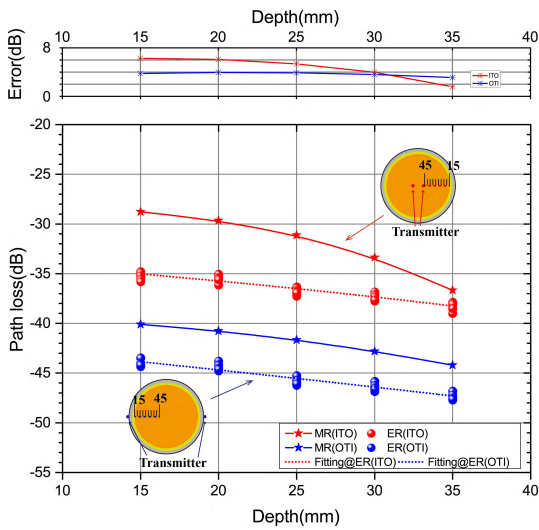 Depth(mm)
10 15 20 25 30 35 40
Error(dB)
8
0
ITO
OTI
-20
-25
-30
-35
-40
-45
-50
-55
Path loss(dB)
45 15
Transmitter
15 45
Transmitter
MR(ITO) ER(ITO)
MR(OTI) ER(OTI)
Fitting@ER(ITO) Fitting@ER(OTI)
10 15 20 25 30 35 40
Depth(mm)